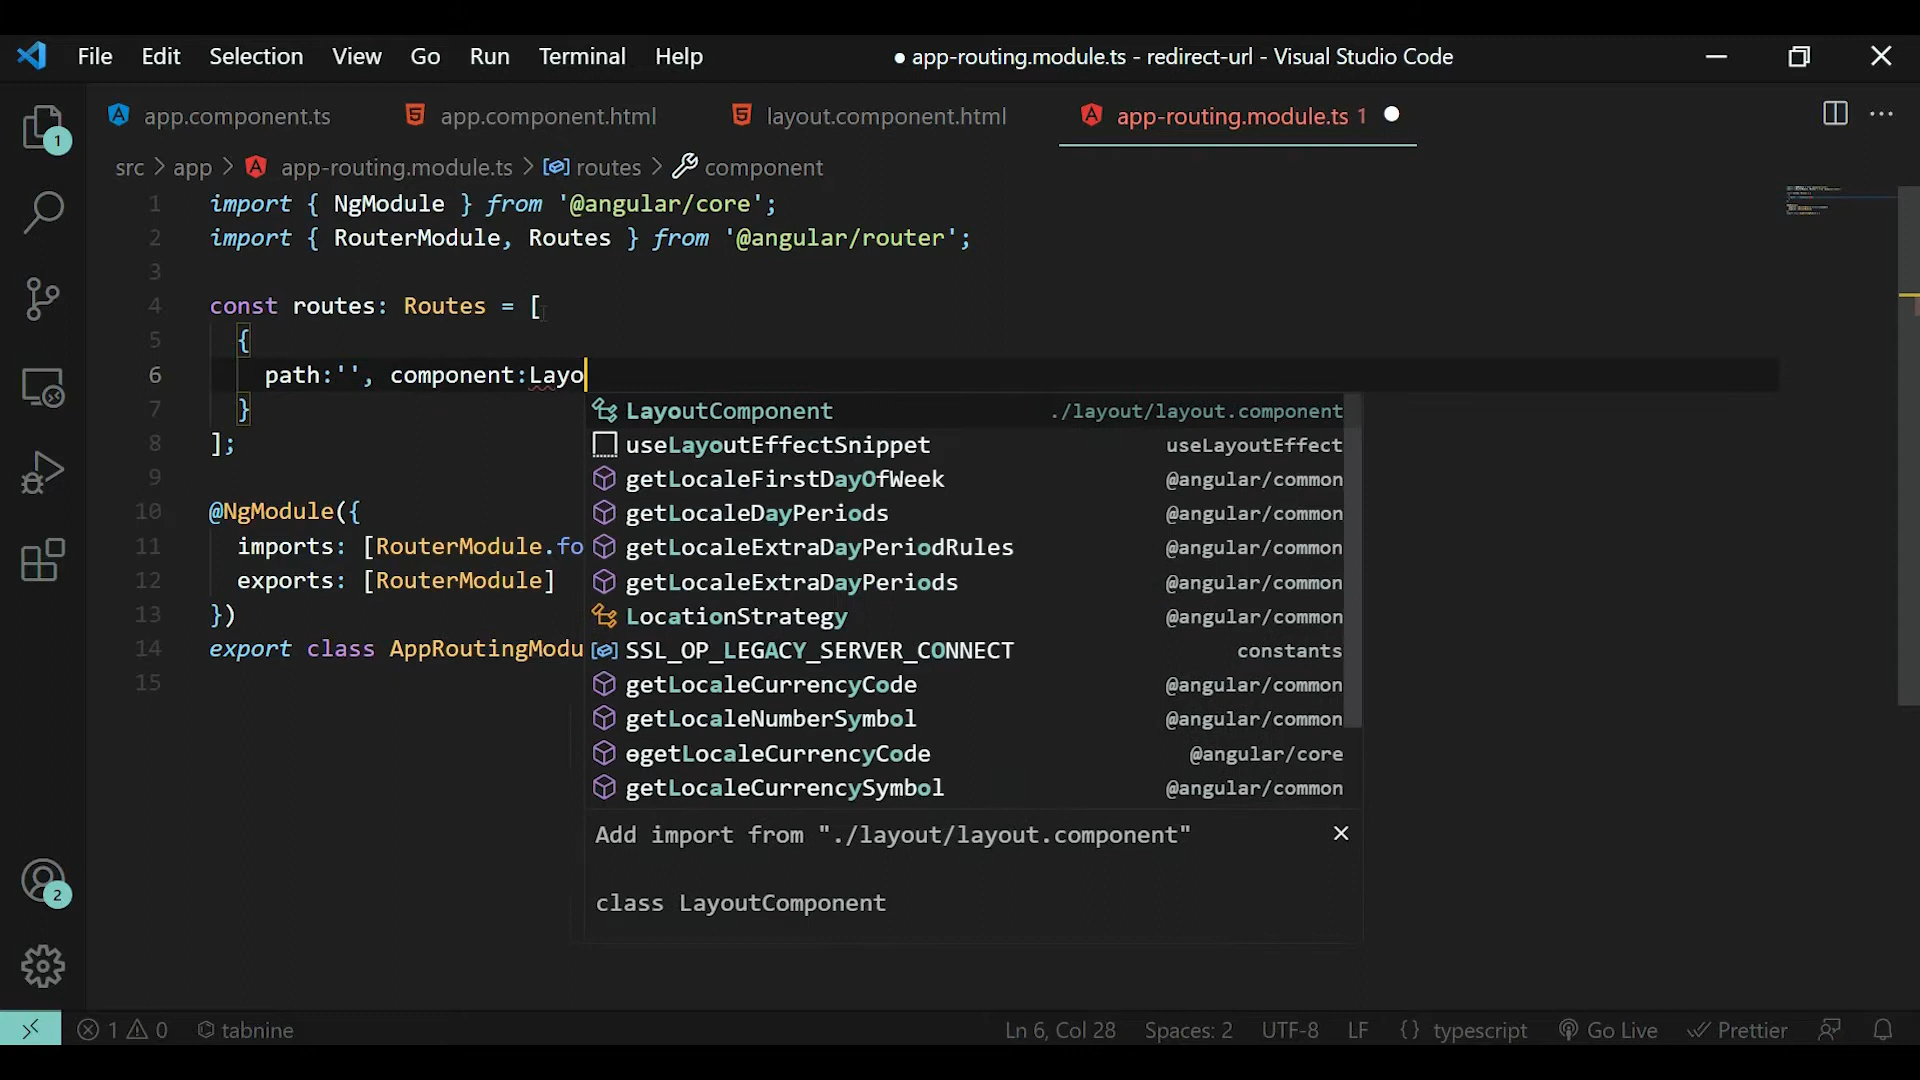 File Edit Selection View Go Run Terminal Help ● app-routing.module.ts - redirect-url - Visual Studio Code
app.component.ts app.component.html layout.component.html app-routing.module.ts 1
1
src > app > app-routing.module.ts > routes > component
1 import { NgModule } from '@angular/core';
2 import { RouterModule, Routes } from '@angular/router';
3
4 const routes: Routes = [
5 {
6 path:'', component:Layo
7 }
8 ];
9
10 @NgModule({
11 imports: [RouterModule.fo
12 exports: [RouterModule]
13 })
14 export class AppRoutingModu
15
LayoutComponent ./layout/layout.component
useLayoutEffectSnippet useLayoutEffect
getLocaleFirstDayOfWeek @angular/common
getLocaleDayPeriods @angular/common
getLocaleExtraDayPeriodRules @angular/common
getLocaleExtraDayPeriods @angular/common
LocationStrategy @angular/common
SSL_OP_LEGACY_SERVER_CONNECT constants
getLocaleCurrencyCode @angular/common
getLocaleNumberSymbol @angular/common
ɵgetLocaleCurrencyCode @angular/core
getLocaleCurrencySymbol @angular/common
Add import from "./layout/layout.component"
class LayoutComponent
2
1 0 tabnine Ln 6, Col 28 Spaces: 2 UTF-8 LF {} typescript Go Live Prettier